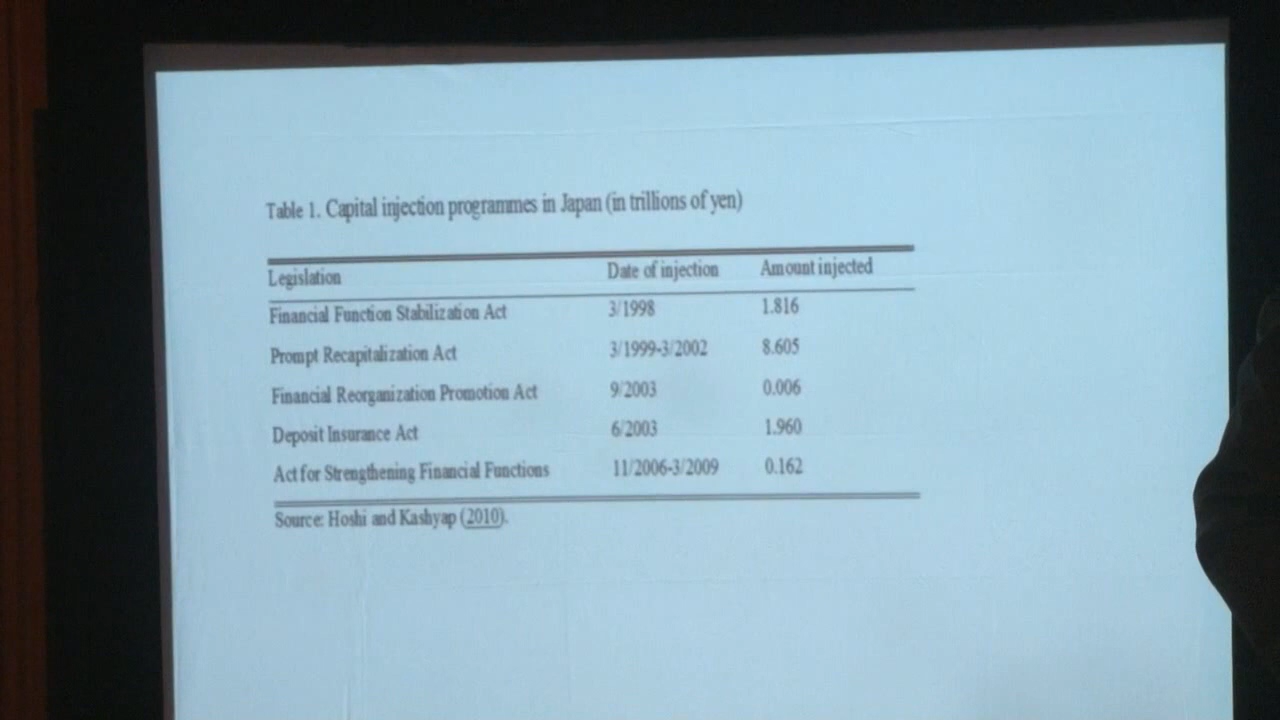 Table 1. Capital injection programmes in Japan (in trillions of yen)
Legislation Date of injection Amount injected
Financial Function Stabilization Act 3/1998 1.816
Prompt Recapitalization Act 3/1999-3/2002 8.605
Financial Reorganization Promotion Act 9/2003 0.006
Deposit Insurance Act 6/2003 1.960
Act for Strengthening Financial Functions 11/2006-3/2009 0.162
Source: Hoshi and Kashyap (2010).